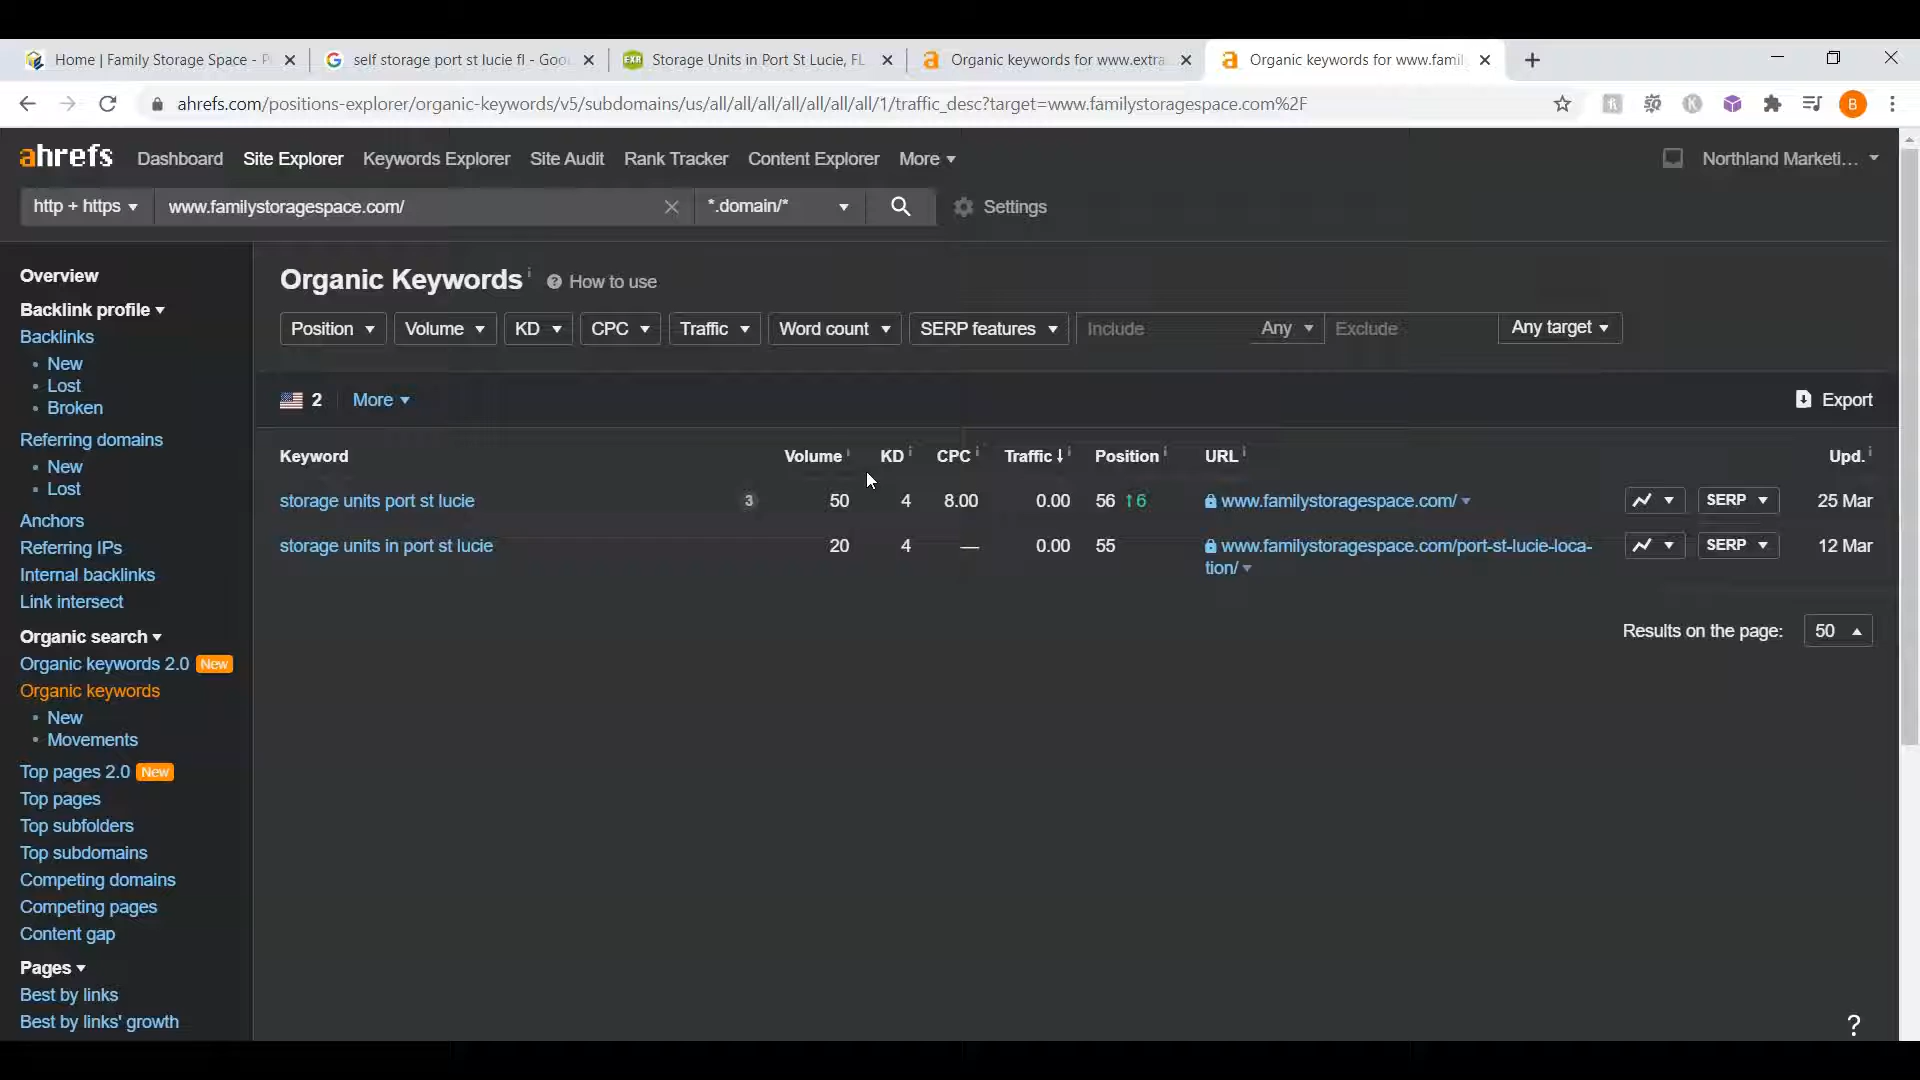 Home | Family Storage Space - P
self storage port st lucie fl - Goo
Storage Units in Port St Lucie, FL
Organic keywords for www.extra
Organic keywords for www.famil
ahrefs.com/positions-explorer/organic-keywords/v5/subdomains/us/all/all/all/all/all/all/all/1/traffic_desc?target=www.familystoragespace.com%2F
B
ahrefs Dashboard Site Explorer Keywords Explorer Site Audit Rank Tracker Content Explorer More Northland Marketi...
http + https www.familystoragespace.com/ *.domain/* Settings
Overview
Backlink profile
Backlinks
New
Lost
Broken
Referring domains
New
Lost
Anchors
Referring IPs
Internal backlinks
Link intersect
Organic search
Organic keywords 2.0 New
Organic keywords
New
Movements
Top pages 2.0 New
Top pages
Top subfolders
Top subdomains
Competing domains
Competing pages
Content gap
Pages
Best by links
Best by links' growth
Organic Keywords i ? How to use
Position Volume KD CPC Traffic Word count SERP features Include Any Exclude Any target
2 More Export
Keyword Volume i KD i CPC i Traffic ↓ i Position i URL i Upd. i
storage units port st lucie 3 50 4 8.00 0.00 56 ↑6 www.familystoragespace.com/ SERP 25 Mar
storage units in port st lucie 20 4 — 0.00 55 www.familystoragespace.com/port-st-lucie-loca-
tion/ SERP 12 Mar
Results on the page: 50
?